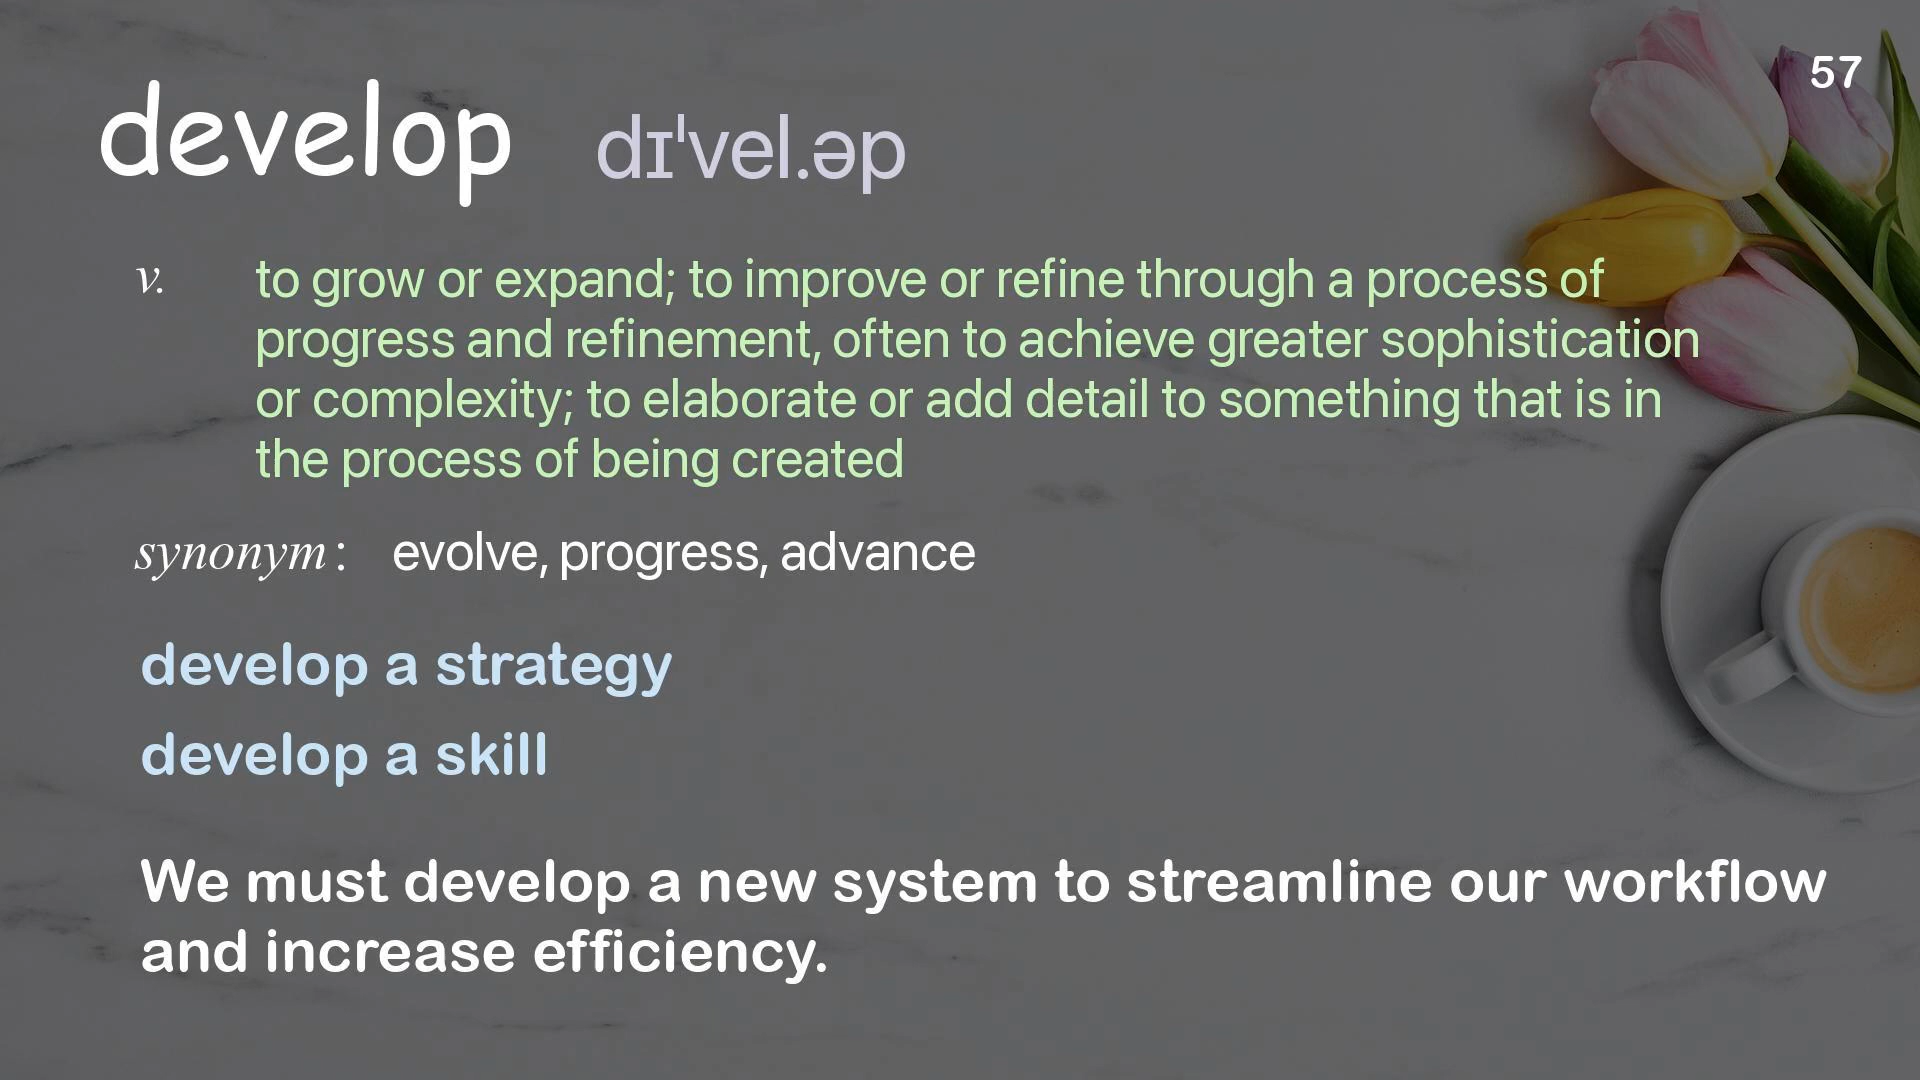 57
develop dɪˈvel.əp
v. to grow or expand; to improve or refine through a process of
progress and refinement, often to achieve greater sophistication
or complexity; to elaborate or add detail to something that is in
the process of being created
synonym: evolve, progress, advance
develop a strategy
develop a skill
We must develop a new system to streamline our workflow
and increase efficiency.